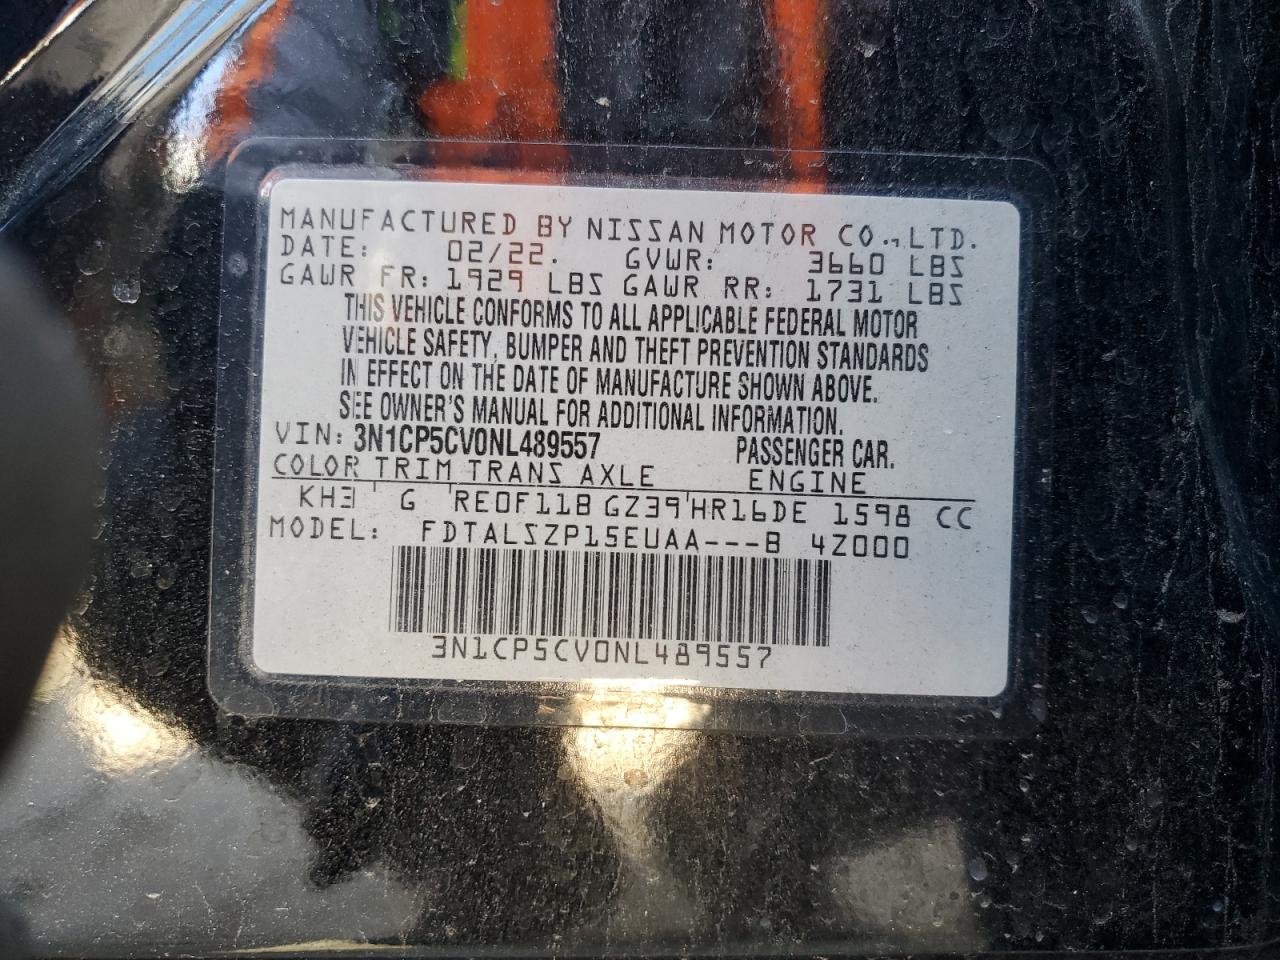 MANUFACTURED BY NISSAN MOTOR CO., LTD.
DATE: 02/22. GVWR: 3660 LBS
GAWR FR: 1929 LBS GAWR RR: 1731 LBS
THIS VEHICLE CONFORMS TO ALL APPLICABLE FEDERAL MOTOR
VEHICLE SAFETY, BUMPER AND THEFT PREVENTION STANDARDS
IN EFFECT ON THE DATE OF MANUFACTURE SHOWN ABOVE.
SEE OWNER'S MANUAL FOR ADDITIONAL INFORMATION.
VIN: 3N1CP5CV0NL489557 PASSENGER CAR.
COLOR TRIM TRANS AXLE ENGINE
KH3 G RE0F11B GZ39 HR16DE 1598 CC
MODEL: FDTALSZP15EUAA---B 4Z000
3N1CP5CV0NL489557